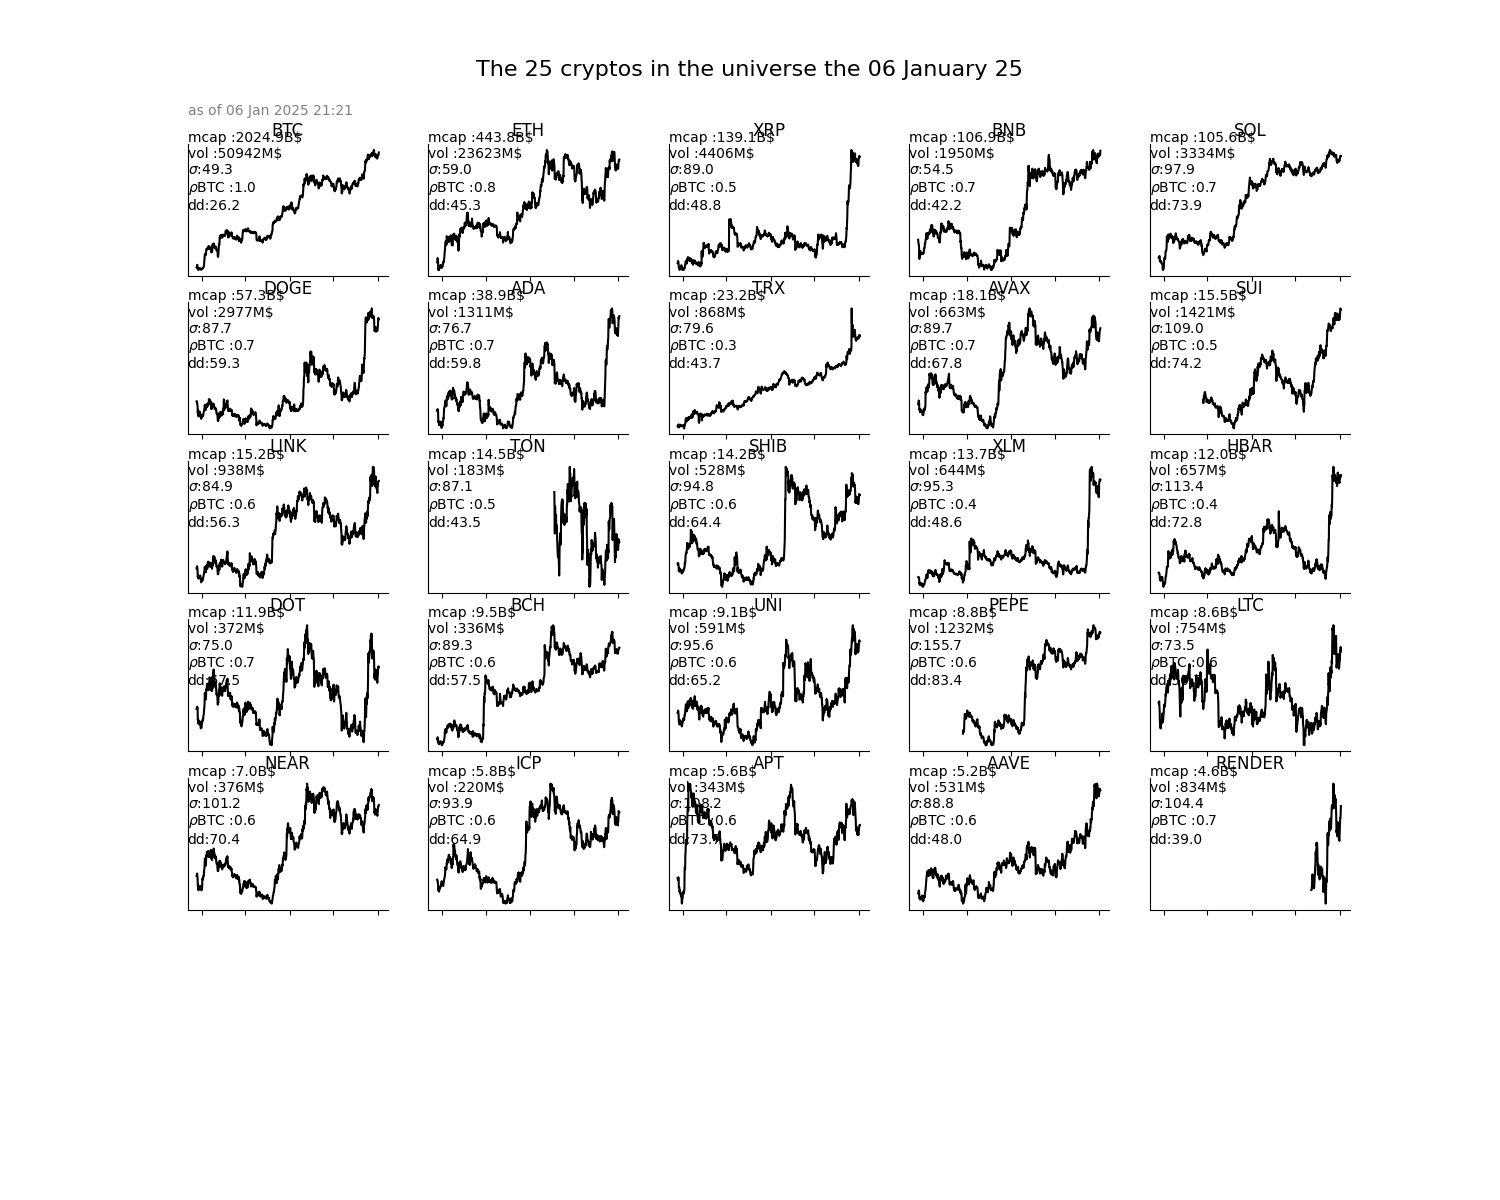 The 25 cryptos in the universe the 06 January 25
as of 06 Jan 2025 21:21
BTC
mcap :2024.9B$
vol :50942M$
σ:49.3
ρBTC :1.0
dd:26.2
ETH
mcap :443.8B$
vol :23623M$
σ:59.0
ρBTC :0.8
dd:45.3
XRP
mcap :139.1B$
vol :4406M$
σ:89.0
ρBTC :0.5
dd:48.8
BNB
mcap :106.9B$
vol :1950M$
σ:54.5
ρBTC :0.7
dd:42.2
SOL
mcap :105.6B$
vol :3334M$
σ:97.9
ρBTC :0.7
dd:73.9
DOGE
mcap :57.3B$
vol :2977M$
σ:87.7
ρBTC :0.7
dd:59.3
ADA
mcap :38.9B$
vol :1311M$
σ:76.7
ρBTC :0.7
dd:59.8
TRX
mcap :23.2B$
vol :868M$
σ:79.6
ρBTC :0.3
dd:43.7
AVAX
mcap :18.1B$
vol :663M$
σ:89.7
ρBTC :0.7
dd:67.8
SUI
mcap :15.5B$
vol :1421M$
σ:109.0
ρBTC :0.5
dd:74.2
LINK
mcap :15.2B$
vol :938M$
σ:84.9
ρBTC :0.6
dd:56.3
TON
mcap :14.5B$
vol :183M$
σ:87.1
ρBTC :0.5
dd:43.5
SHIB
mcap :14.2B$
vol :528M$
σ:94.8
ρBTC :0.6
dd:64.4
XLM
mcap :13.7B$
vol :644M$
σ:95.3
ρBTC :0.4
dd:48.6
HBAR
mcap :12.0B$
vol :657M$
σ:113.4
ρBTC :0.4
dd:72.8
DOT
mcap :11.9B$
vol :372M$
σ:75.0
ρBTC :0.7
BCH
mcap :9.5B$
vol :336M$
σ:89.3
ρBTC :0.6
dd:57.5
UNI
mcap :9.1B$
vol :591M$
σ:95.6
ρBTC :0.6
dd:65.2
PEPE
mcap :8.8B$
vol :1232M$
σ:155.7
ρBTC :0.6
dd:83.4
LTC
mcap :8.6B$
vol :754M$
σ:73.5
ρBTC :0.6
NEAR
mcap :7.0B$
vol :376M$
σ:101.2
ρBTC :0.6
dd:70.4
ICP
mcap :5.8B$
vol :220M$
σ:93.9
ρBTC :0.6
dd:64.9
APT
mcap :5.6B$
vol :343M$
σ:108.2
ρBTC :0.6
AAVE
mcap :5.2B$
vol :531M$
σ:88.8
ρBTC :0.6
dd:48.0
RENDER
mcap :4.6B$
vol :834M$
σ:104.4
ρBTC :0.7
dd:39.0